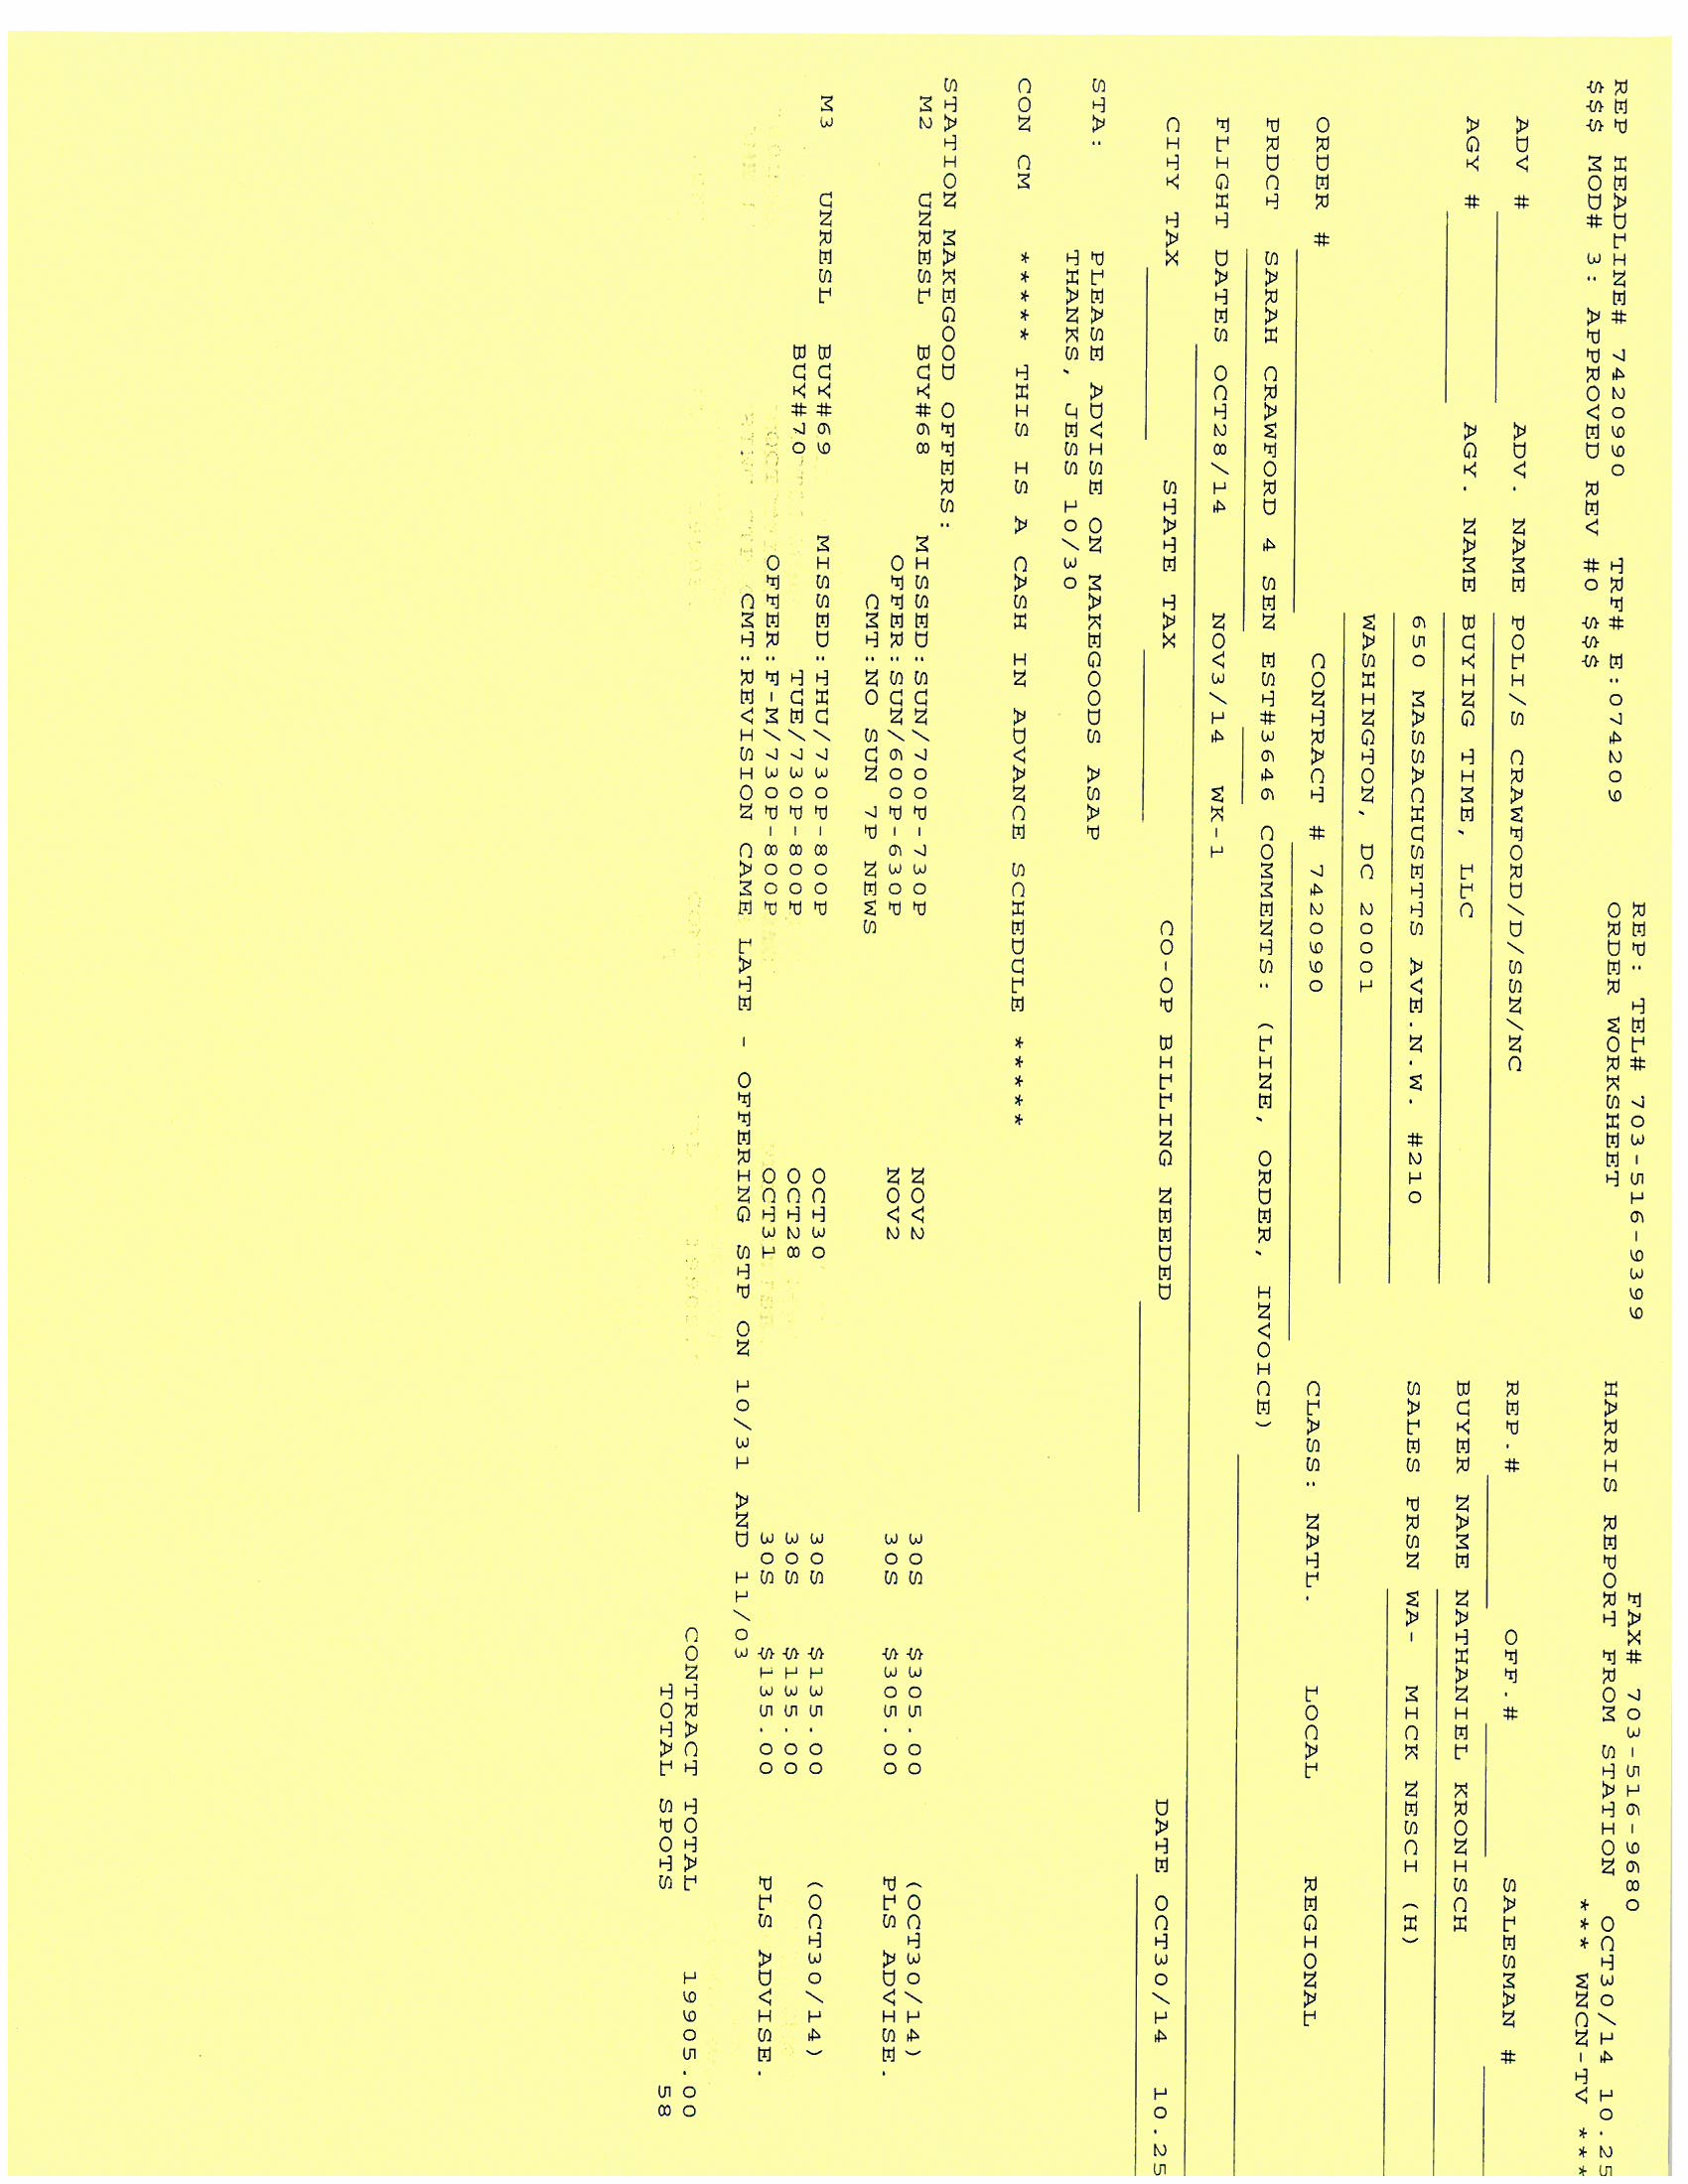 REP: TEL# 703-516-9399 FAX# 703-516-9680
REP HEADLINE# 7420990 TRF# E:074209 ORDER WORKSHEET HARRIS REPORT FROM STATION OCT30/14 10.25
$$$ MOD# 3: APPROVED REV #0 $$$ *** WNCN-TV ***
ADV # ADV. NAME POLI/S CRAWFORD/D/SSN/NC REP.# OFF.# SALESMAN #
AGY # AGY. NAME BUYING TIME, LLC BUYER NAME NATHANIEL KRONISCH
650 MASSACHUSETTS AVE.N.W. #210 SALES PRSN WA- MICK NESCI (H)
WASHINGTON, DC 20001
ORDER # CONTRACT # 7420990 CLASS: NATL. LOCAL REGIONAL
PRDCT SARAH CRAWFORD 4 SEN EST#3646 COMMENTS: (LINE, ORDER, INVOICE)
FLIGHT DATES OCT28/14 NOV3/14 WK-1
CITY TAX STATE TAX CO-OP BILLING NEEDED DATE OCT30/14 10.25
STA: PLEASE ADVISE ON MAKEGOODS ASAP
THANKS, JESS 10/30
CON CM ***** THIS IS A CASH IN ADVANCE SCHEDULE *****
STATION MAKEGOOD OFFERS:
M2 UNRESL BUY#68 MISSED:SUN/700P-730P NOV2 30S $305.00 (OCT30/14)
OFFER:SUN/600P-630P NOV2 30S $305.00 PLS ADVISE.
CMT:NO SUN 7P NEWS
M3 UNRESL BUY#69 MISSED:THU/730P-800P OCT30 30S $135.00 (OCT30/14)
BUY#70 TUE/730P-800P OCT28 30S $135.00
OFFER:F-M/730P-800P OCT31 30S $135.00 PLS ADVISE.
CMT:REVISION CAME LATE - OFFERING STP ON 10/31 AND 11/03
CONTRACT TOTAL 19905.00
TOTAL SPOTS 58